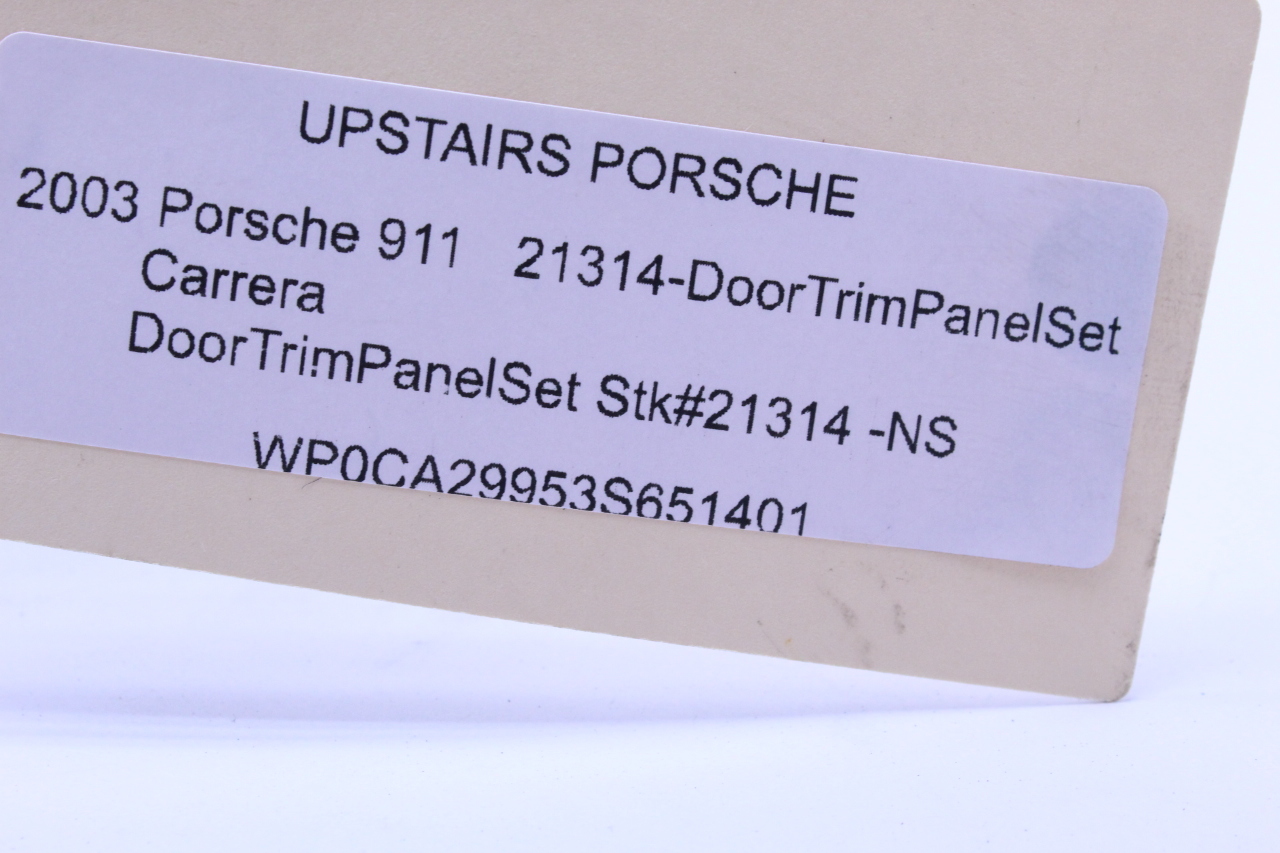 UPSTAIRS PORSCHE
2003 Porsche 911 21314-DoorTrimPanelSet
Carrera
DoorTrimPanelSet Stk#21314 -NS
WP0CA29953S651401